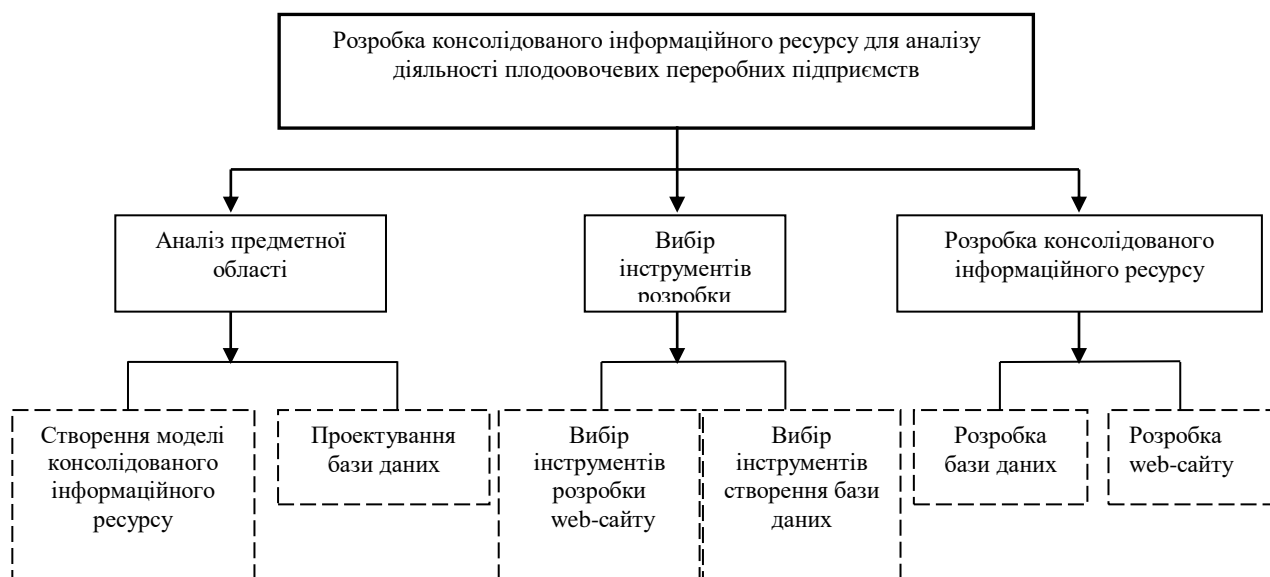 Розробка консолідованого інформаційного ресурсу для аналізу
діяльності плодоовочевих переробних підприємств
Аналіз предметної
області
Вибір
інструментів
розробки
Розробка консолідованого
інформаційного ресурсу
Створення моделі
консолідованого
інформаційного
ресурсу
Проектування
бази даних
Вибір
інструментів
розробки
web-сайту
Вибір
інструментів
створення бази
даних
Розробка
бази даних
Розробка
web-сайту